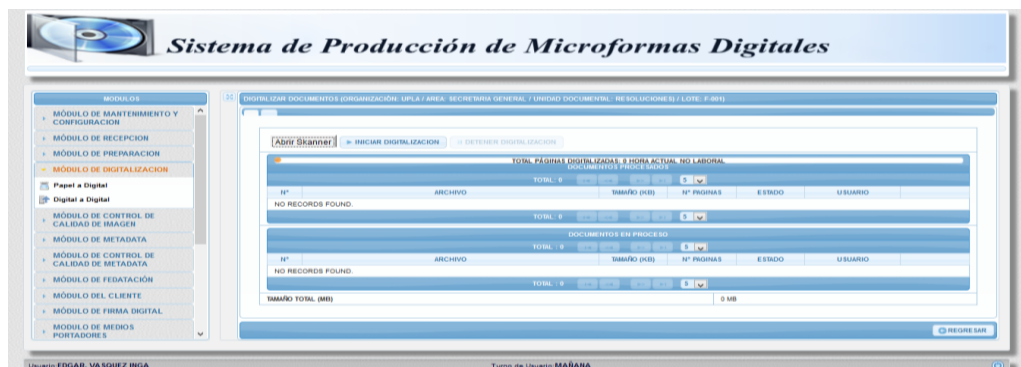 Sistema de Producción de Microformas Digitales
MODULOS
MÓDULO DE MANTENIMIENTO Y
CONFIGURACION
MÓDULO DE RECEPCION
MÓDULO DE PREPARACION
MÓDULO DE DIGITALIZACION
Papel a Digital
Digital a Digital
MÓDULO DE CONTROL DE
CALIDAD DE IMAGEN
MÓDULO DE METADATA
MÓDULO DE CONTROL DE
CALIDAD DE METADATA
MÓDULO DE FEDATACIÓN
MÓDULO DEL CLIENTE
MÓDULO DE FIRMA DIGITAL
MODULO DE MEDIOS
PORTADORES
DIGITALIZAR DOCUMENTOS (ORGANIZACIÓN: UPLA / AREA: SECRETARIA GENERAL / UNIDAD DOCUMENTAL: RESOLUCIONES) / LOTE: F-001)
Abrir Skanner INICIAR DIGITALIZACION DETENER DIGITALIZACION
TOTAL PÁGINAS DIGITALIZADAS: 0 HORA ACTUAL NO LABORAL
DOCUMENTOS PROCESADOS
TOTAL: 0 5
N° ARCHIVO TAMAÑO (KB) N° PAGINAS ESTADO USUARIO
NO RECORDS FOUND.
TOTAL: 0 5
DOCUMENTOS EN PROCESO
TOTAL : 0 5
N° ARCHIVO TAMAÑO (KB) N° PAGINAS ESTADO USUARIO
NO RECORDS FOUND.
TOTAL : 0 5
TAMAÑO TOTAL (MB) 0 MB
REGRESAR
Usuario EDGAR, VASQUEZ INGA Turno de Usuario MAÑANA